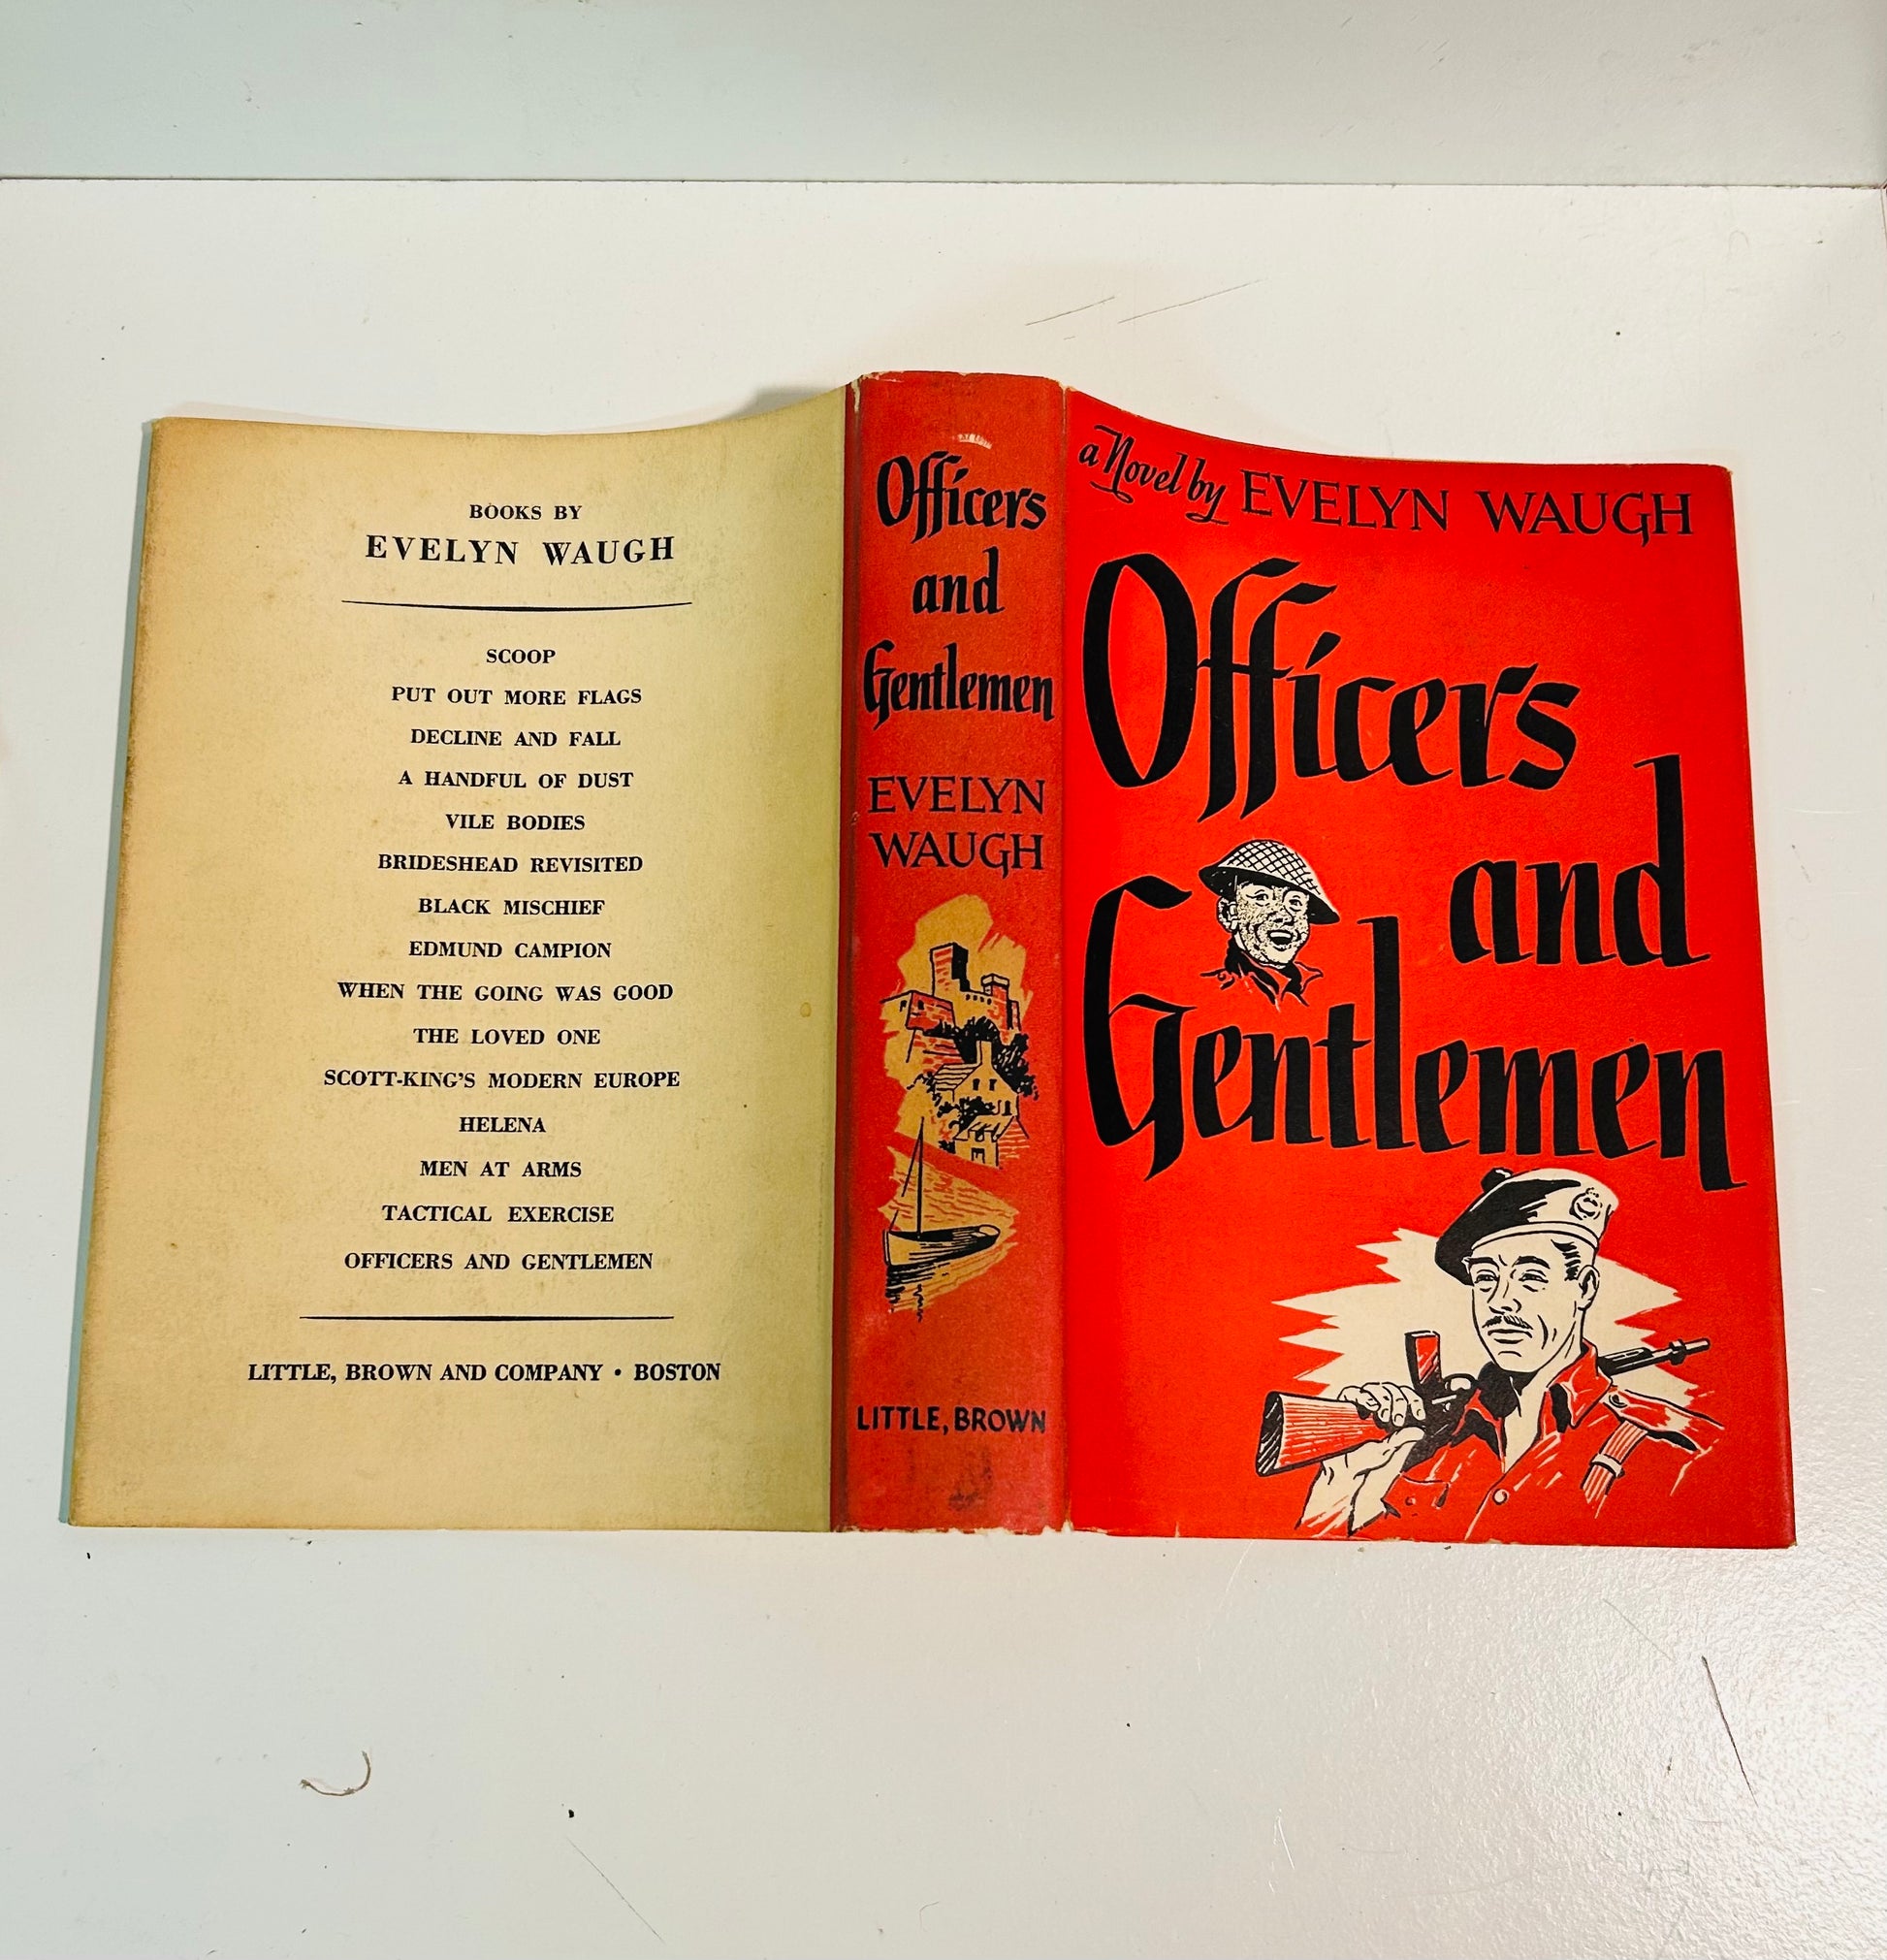 BOOKS BY
EVELYN WAUGH
SCOOP
PUT OUT MORE FLAGS
DECLINE AND FALL
A HANDFUL OF DUST
VILE BODIES
BRIDESHEAD REVISITED
BLACK MISCHIEF
EDMUND CAMPION
WHEN THE GOING WAS GOOD
THE LOVED ONE
SCOTT-KING'S MODERN EUROPE
HELENA
MEN AT ARMS
TACTICAL EXERCISE
OFFICERS AND GENTLEMEN
LITTLE, BROWN AND COMPANY • BOSTON
Officers
and
Gentlemen
EVELYN
WAUGH
LITTLE, BROWN
a Novel by EVELYN WAUGH
Officers
and
Gentlemen